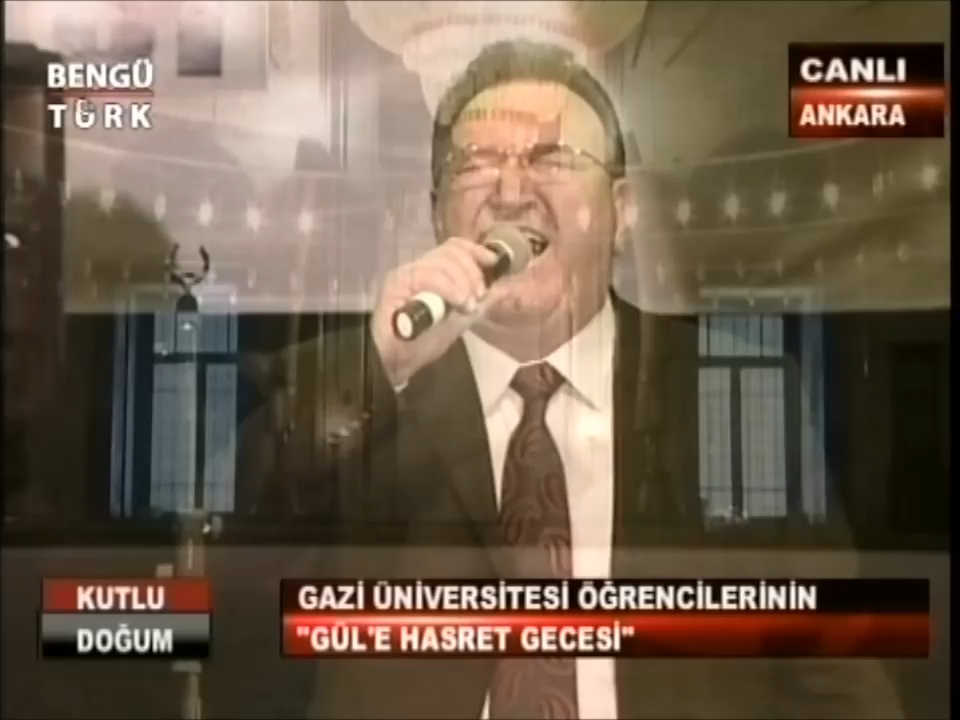 BENGÜ
TÜRK
CANLI
ANKARA
KUTLU
DOĞUM
GAZİ ÜNİVERSİTESİ ÖĞRENCİLERİNİN
"GÜL'E HASRET GECESİ"